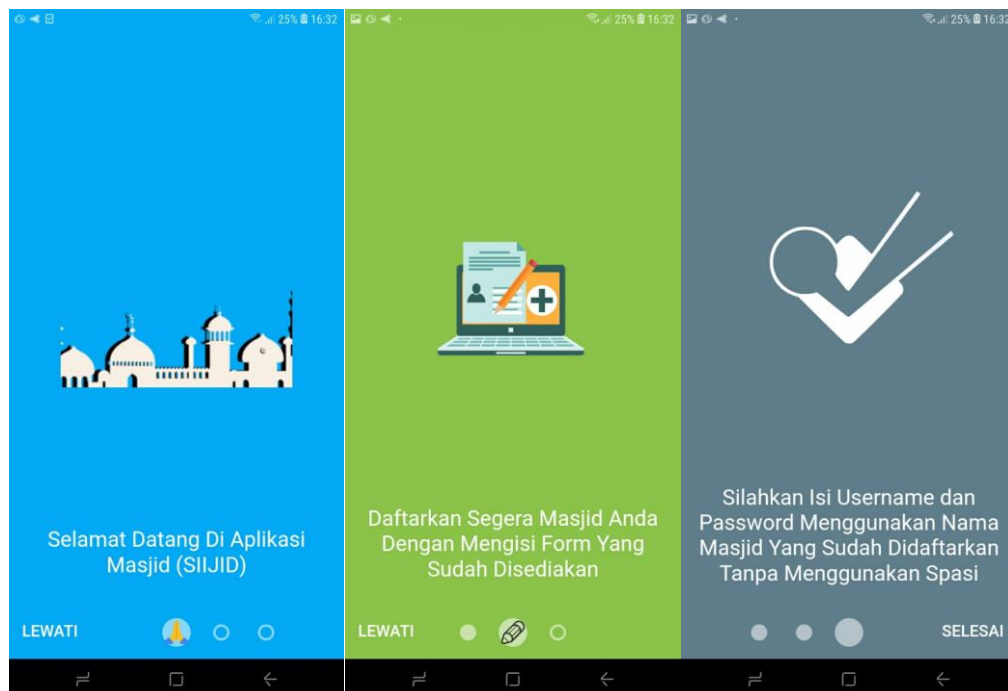 25% 16:32
Selamat Datang Di Aplikasi
Masjid (SIIJID)
LEWATI
25% 16:32
Daftarkan Segera Masjid Anda
Dengan Mengisi Form Yang
Sudah Disediakan
LEWATI
25% 16:32
Silahkan Isi Username dan
Password Menggunakan Nama
Masjid Yang Sudah Didaftarkan
Tanpa Menggunakan Spasi
SELESAI